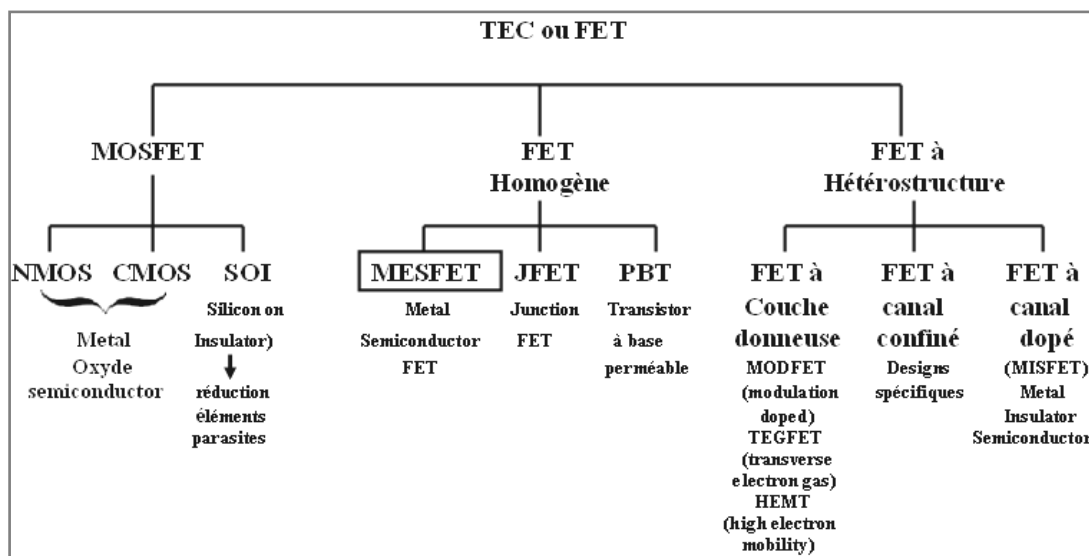 TEC ou FET
MOSFET
FET
Homogène
FET à
Hétérostructure
NMOS
CMOS
Metal
Oxyde
semiconductor
SOI
Silicon on
Insulator)
réduction
éléments
parasites
MESFET
Metal
Semiconductor
FET
JFET
Junction
FET
PBT
Transistor
à base
perméable
FET à
Couche
donneuse
MODFET
(modulation
doped)
TEGFET
(transverse
electron gas)
HEMT
(high electron
mobility)
FET à
canal
confiné
Designs
spécifiques
FET à
canal
dopé
(MISFET)
Metal
Insulator
Semiconductor